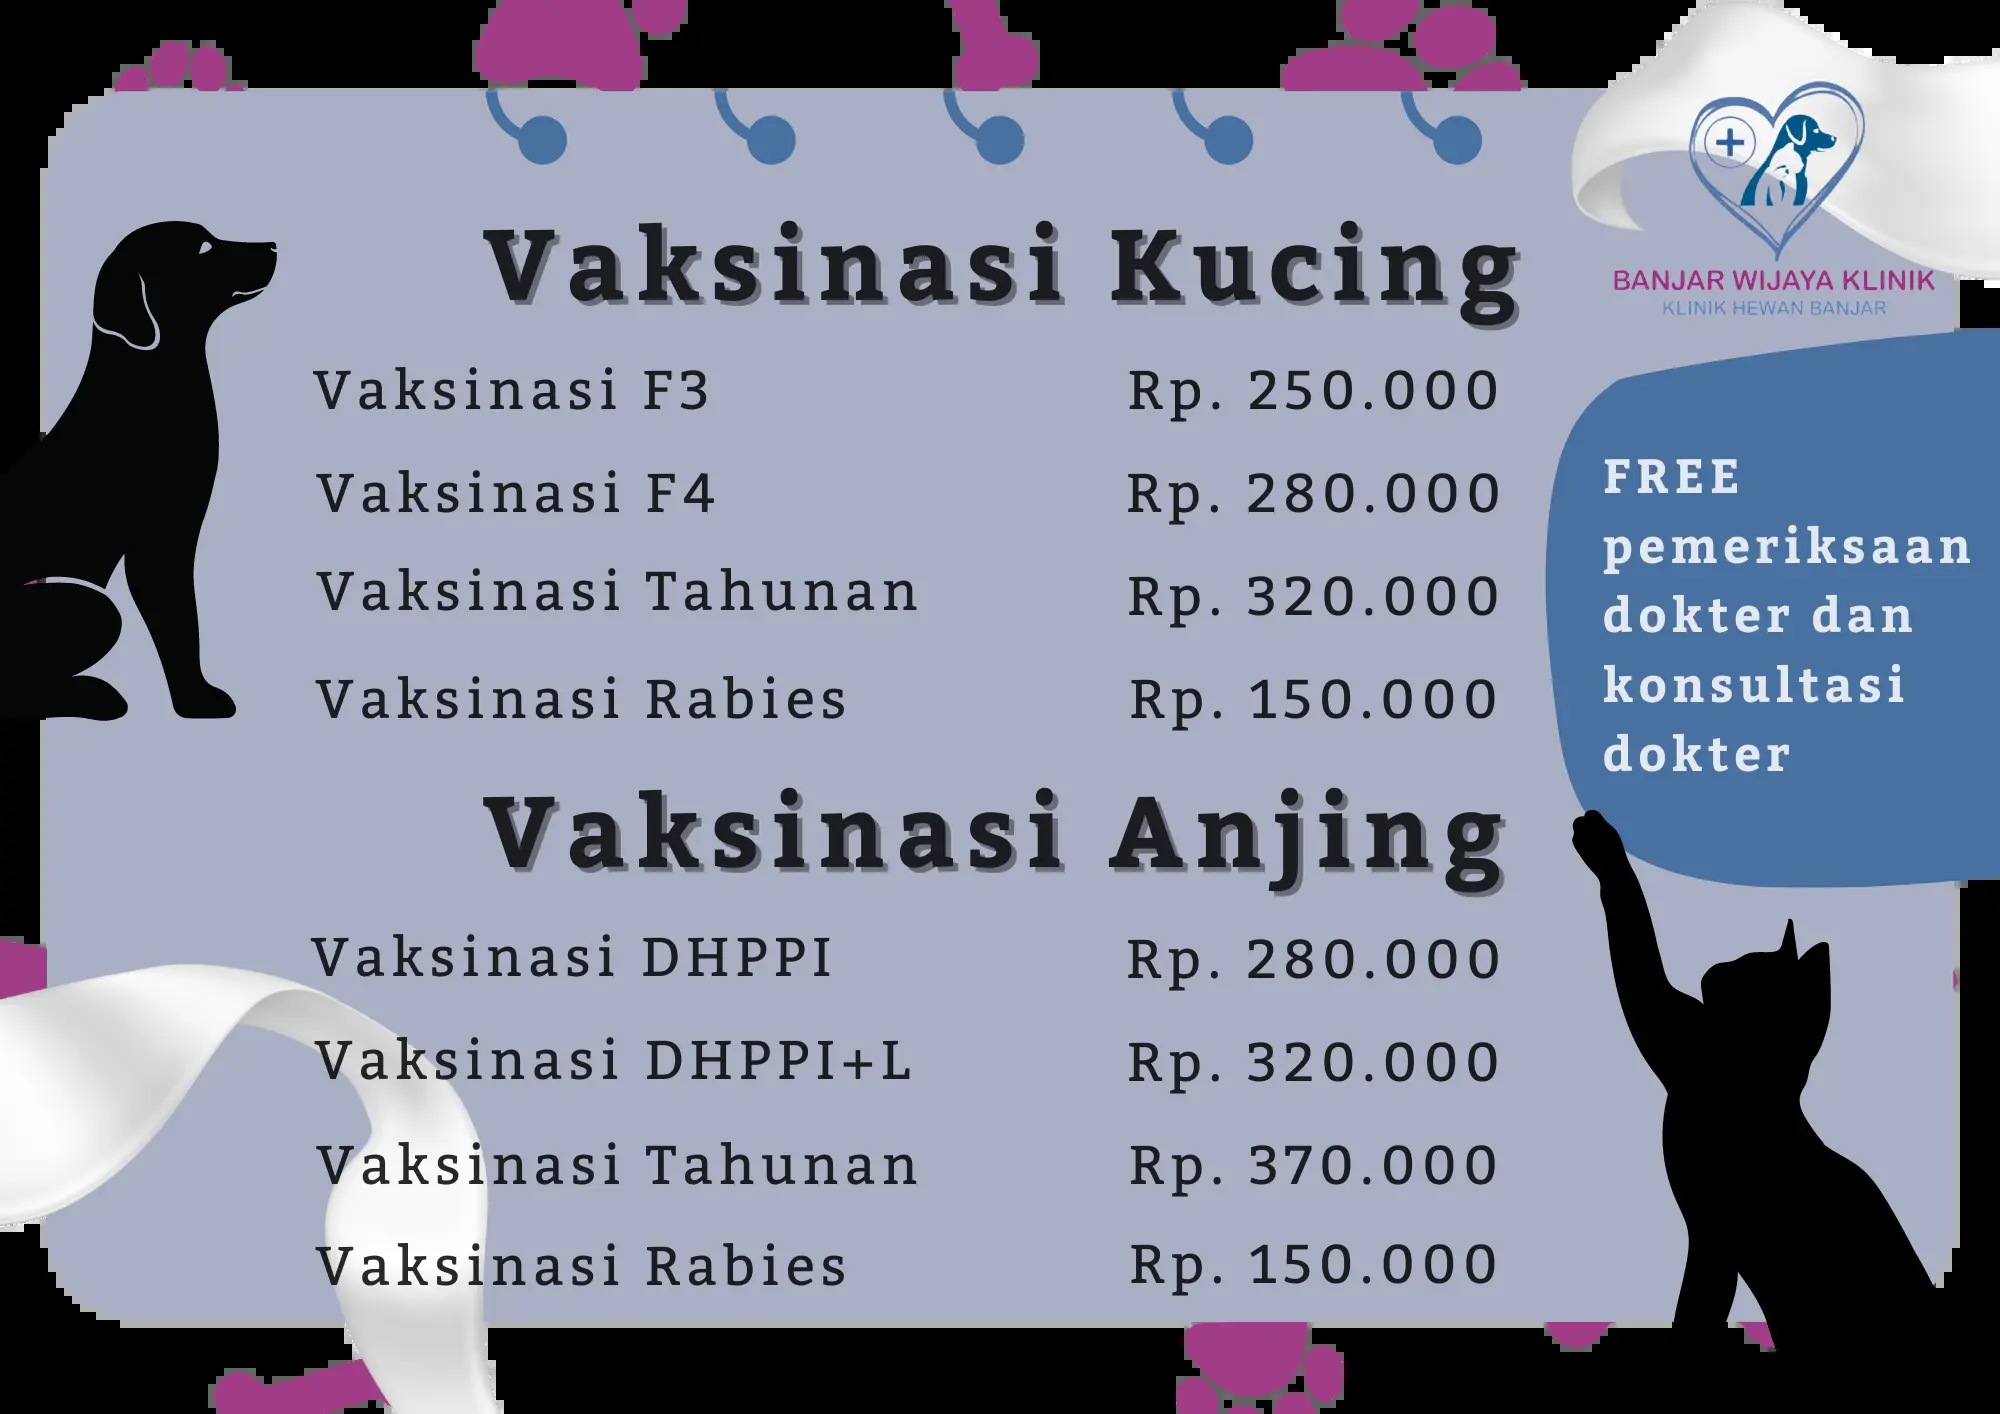 BANJAR WIJAYA KLINIK
KLINIK HEWAN BANJAR
Vaksinasi Kucing
Vaksinasi F3 Rp. 250.000
Vaksinasi F4 Rp. 280.000
Vaksinasi Tahunan Rp. 320.000
Vaksinasi Rabies Rp. 150.000
FREE
pemeriksaan
dokter dan
konsultasi
dokter
Vaksinasi Anjing
Vaksinasi DHPPI Rp. 280.000
Vaksinasi DHPPI+L Rp. 320.000
Vaksinasi Tahunan Rp. 370.000
Vaksinasi Rabies Rp. 150.000